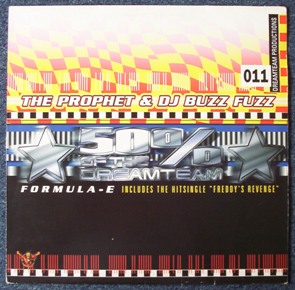 011
DREAMTEAM PRODUCTIONS
THE PROPHET & DJ BUZZ FUZZ
50%
OF THE
DREAMTEAM
FORMULA-E INCLUDES THE HITSINGLE "FREDDY'S REVENGE"